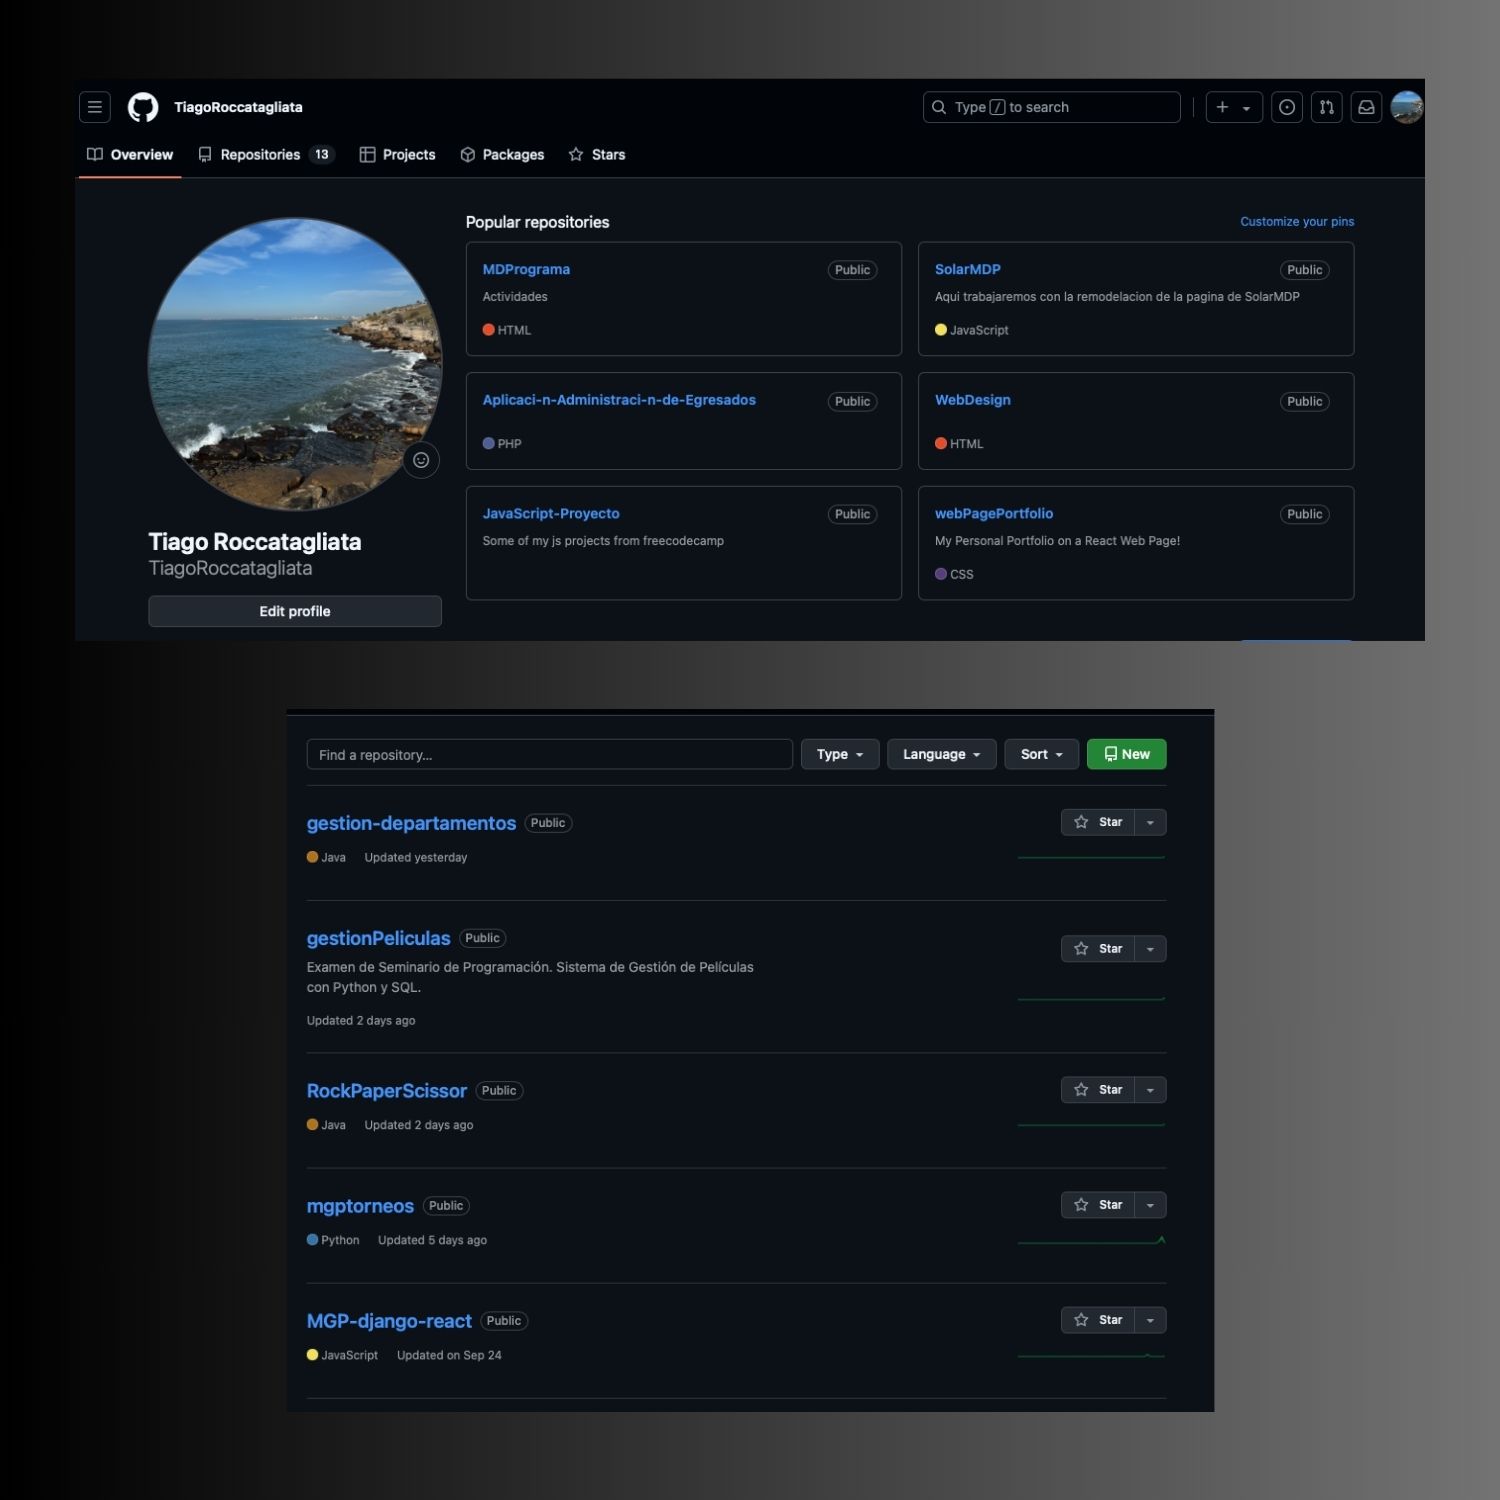 TiagoRoccatagliata
Type / to search
Overview
Repositories 13
Projects
Packages
Stars
Popular repositories
Customize your pins
MDPrograma
Public
Actividades
HTML
SolarMDP
Public
Aqui trabajaremos con la remodelacion de la pagina de SolarMDP
JavaScript
Aplicaci-n-Administraci-n-de-Egresados
Public
PHP
WebDesign
Public
HTML
JavaScript-Proyecto
Public
Some of my js projects from freecodecamp
webPagePortfolio
Public
My Personal Portfolio on a React Web Page!
CSS
Tiago Roccatagliata
TiagoRoccatagliata
Edit profile
Find a repository...
Type
Language
Sort
New
gestion-departamentos Public
Star
Java Updated yesterday
gestionPeliculas Public
Star
Examen de Seminario de Programación. Sistema de Gestión de Películas
con Python y SQL.
Updated 2 days ago
RockPaperScissor Public
Star
Java Updated 2 days ago
mgptorneos Public
Star
Python Updated 5 days ago
MGP-django-react Public
Star
JavaScript Updated on Sep 24